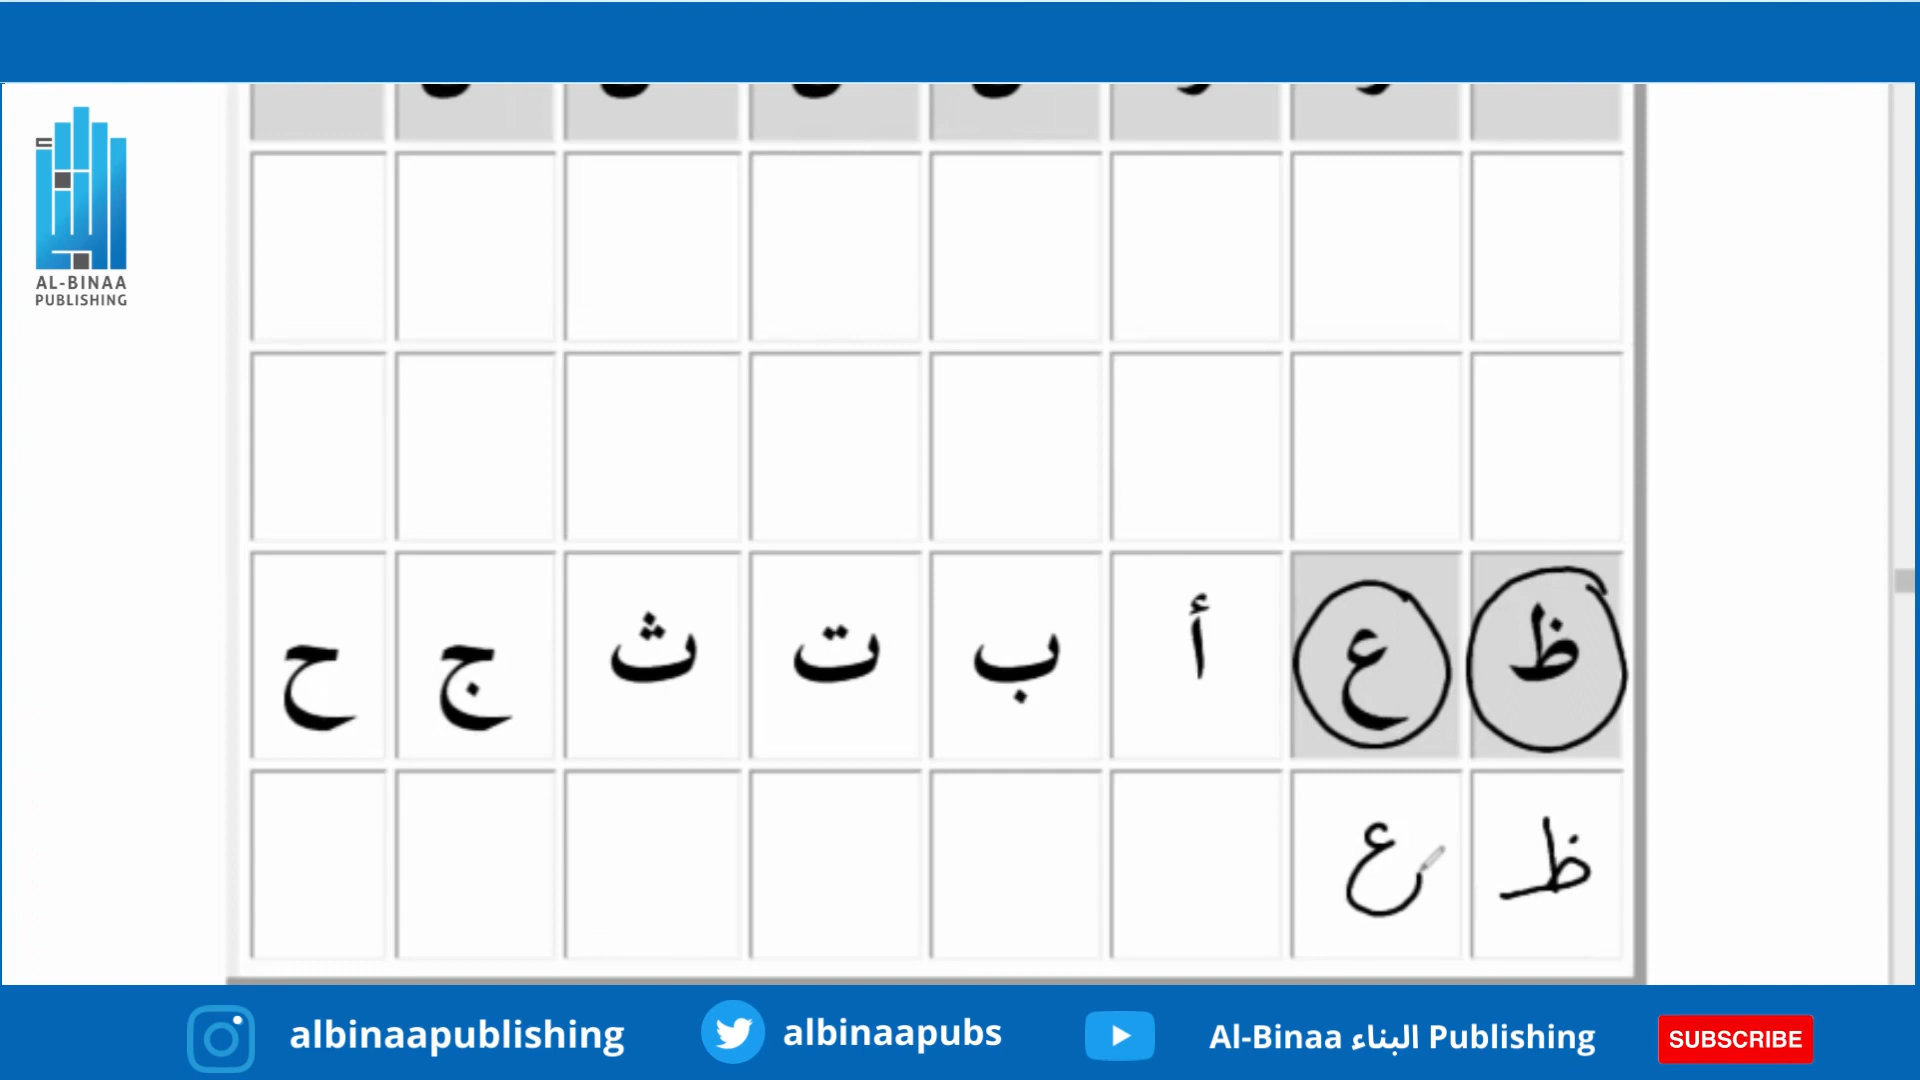 AL-BINAA
PUBLISHING
ظ ع أ ب ت ث ج ح
ظ ع
albinaapublishing
albinaapubs
Al-Binaa البناء Publishing
SUBSCRIBE